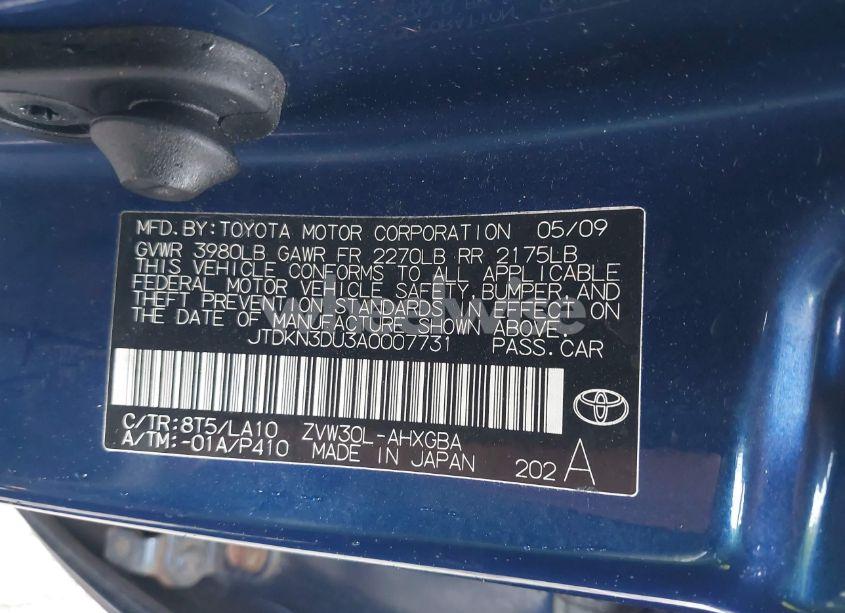 MFD.BY:TOYOTA MOTOR CORPORATION 05/09
GVWR 3980LB GAWR FR 2270LB RR 2175LB
THIS VEHICLE CONFORMS TO ALL APPLICABLE
FEDERAL MOTOR VEHICLE SAFETY, BUMPER, AND
THEFT PREVENTION STANDARDS IN EFFECT ON
THE DATE OF MANUFACTURE SHOWN ABOVE.
JTDKN3DU3A0007731 PASS.CAR
C/TR:8T5/LA10 ZVW30L-AHXGBA
A/TM:-01A/P410 MADE IN JAPAN
202 A